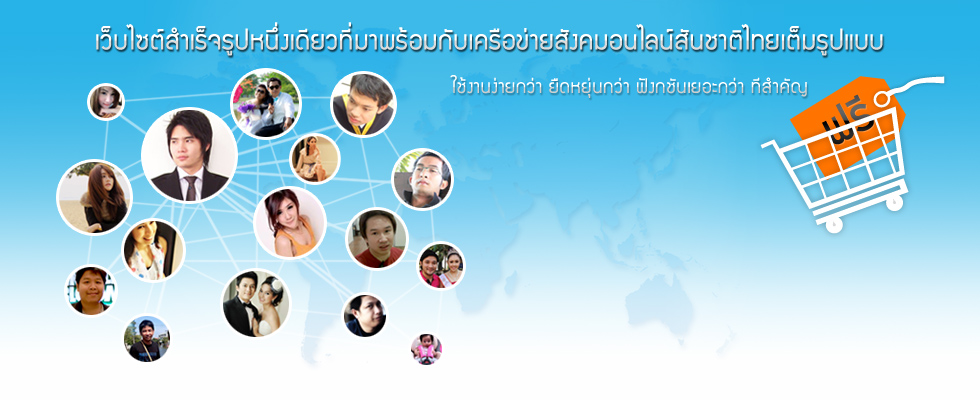 เว็บไซต์สำเร็จรูปหนึ่งเดียวที่มาพร้อมกับเครือข่ายสังคมออนไลน์สัญชาติไทยเต็มรูปแบบ
ใช้งานง่ายกว่า ยืดหยุ่นกว่า ฟังก์ชันเยอะกว่า ที่สำคัญ
ฟรี